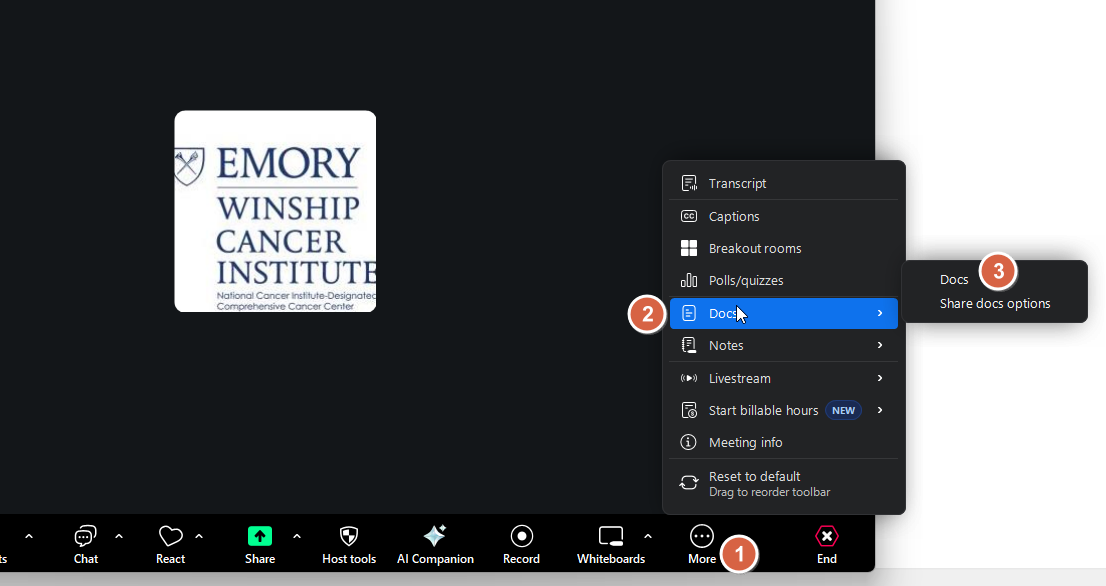 EMORY
WINSHIP
CANCER
INSTITUTE
National Cancer Institute-Designated
Comprehensive Cancer Center
Transcript
CC Captions
Breakout rooms
Polls/quizzes
2 Docs
Docs 3
Share docs options
Notes
Livestream
Start billable hours NEW
Meeting info
Reset to default
Drag to reorder toolbar
ts Chat React Share Host tools AI Companion Record Whiteboards More 1 End